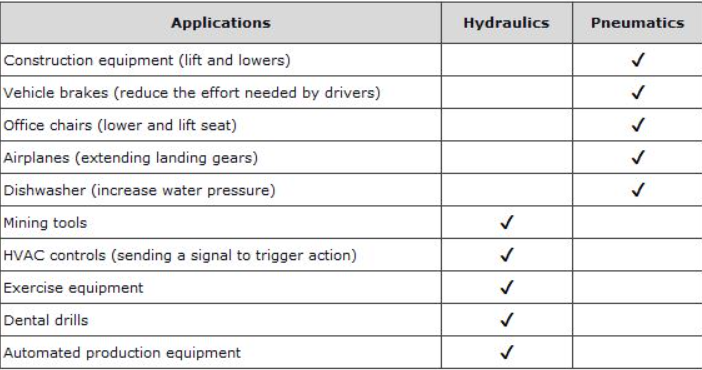 Applications Hydraulics Pneumatics
Construction equipment (lift and lowers) ✓
Vehicle brakes (reduce the effort needed by drivers) ✓
Office chairs (lower and lift seat) ✓
Airplanes (extending landing gears) ✓
Dishwasher (increase water pressure) ✓
Mining tools ✓
HVAC controls (sending a signal to trigger action) ✓
Exercise equipment ✓
Dental drills ✓
Automated production equipment ✓